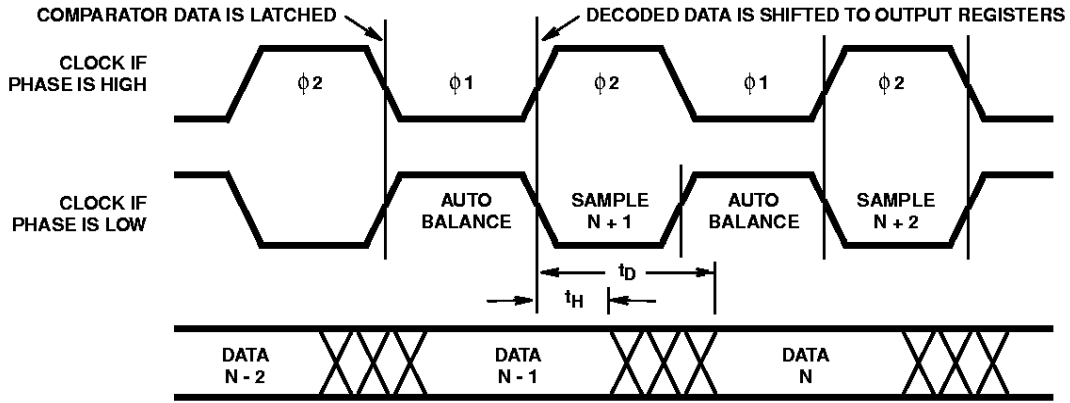 COMPARATOR DATA IS LATCHED
DECODED DATA IS SHIFTED TO OUTPUT REGISTERS
CLOCK IF
PHASE IS HIGH
ϕ2
ϕ1
ϕ2
ϕ1
ϕ2
CLOCK IF
PHASE IS LOW
AUTO
BALANCE
SAMPLE
N + 1
AUTO
BALANCE
SAMPLE
N + 2
tD
tH
DATA
N - 2
DATA
N - 1
DATA
N